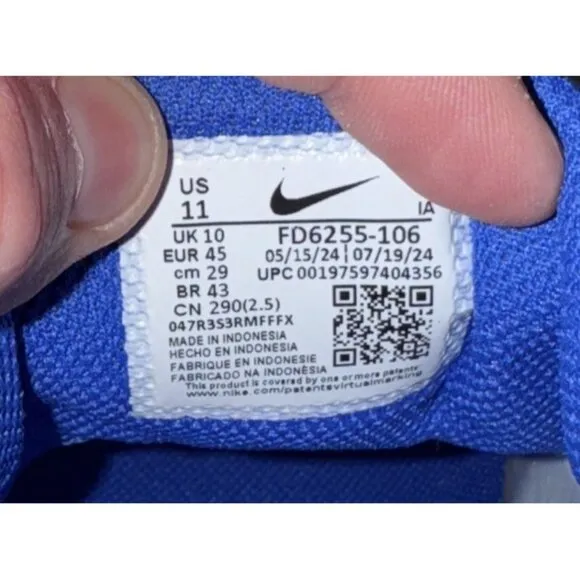 US
11
IA
UK 10
FD6255-106
EUR 45
05/15/24 | 07/19/24
cm 29
UPC 00197597404356
BR 43
CN 290(2.5)
047R3S3RMFFFX
MADE IN INDONESIA
HECHO EN INDONESIA
FABRIQUE EN INDONESIE
FABRICADO NA INDONÈSIA
This product is covered by one or more patents
www.nike.com/patentsvirtualmarking